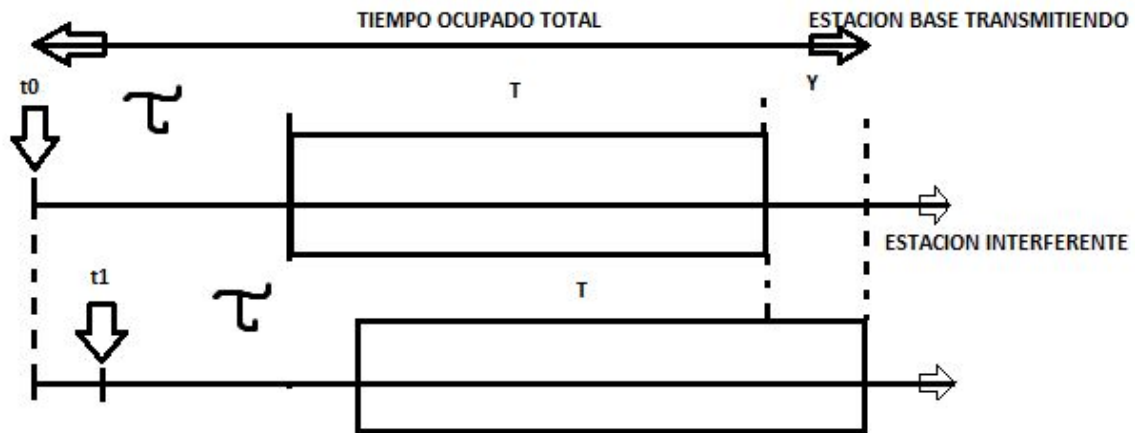 TIEMPO OCUPADO TOTAL
ESTACION BASE TRANSMITIENDO
t0
τ
T
Y
ESTACION INTERFERENTE
t1
τ
T